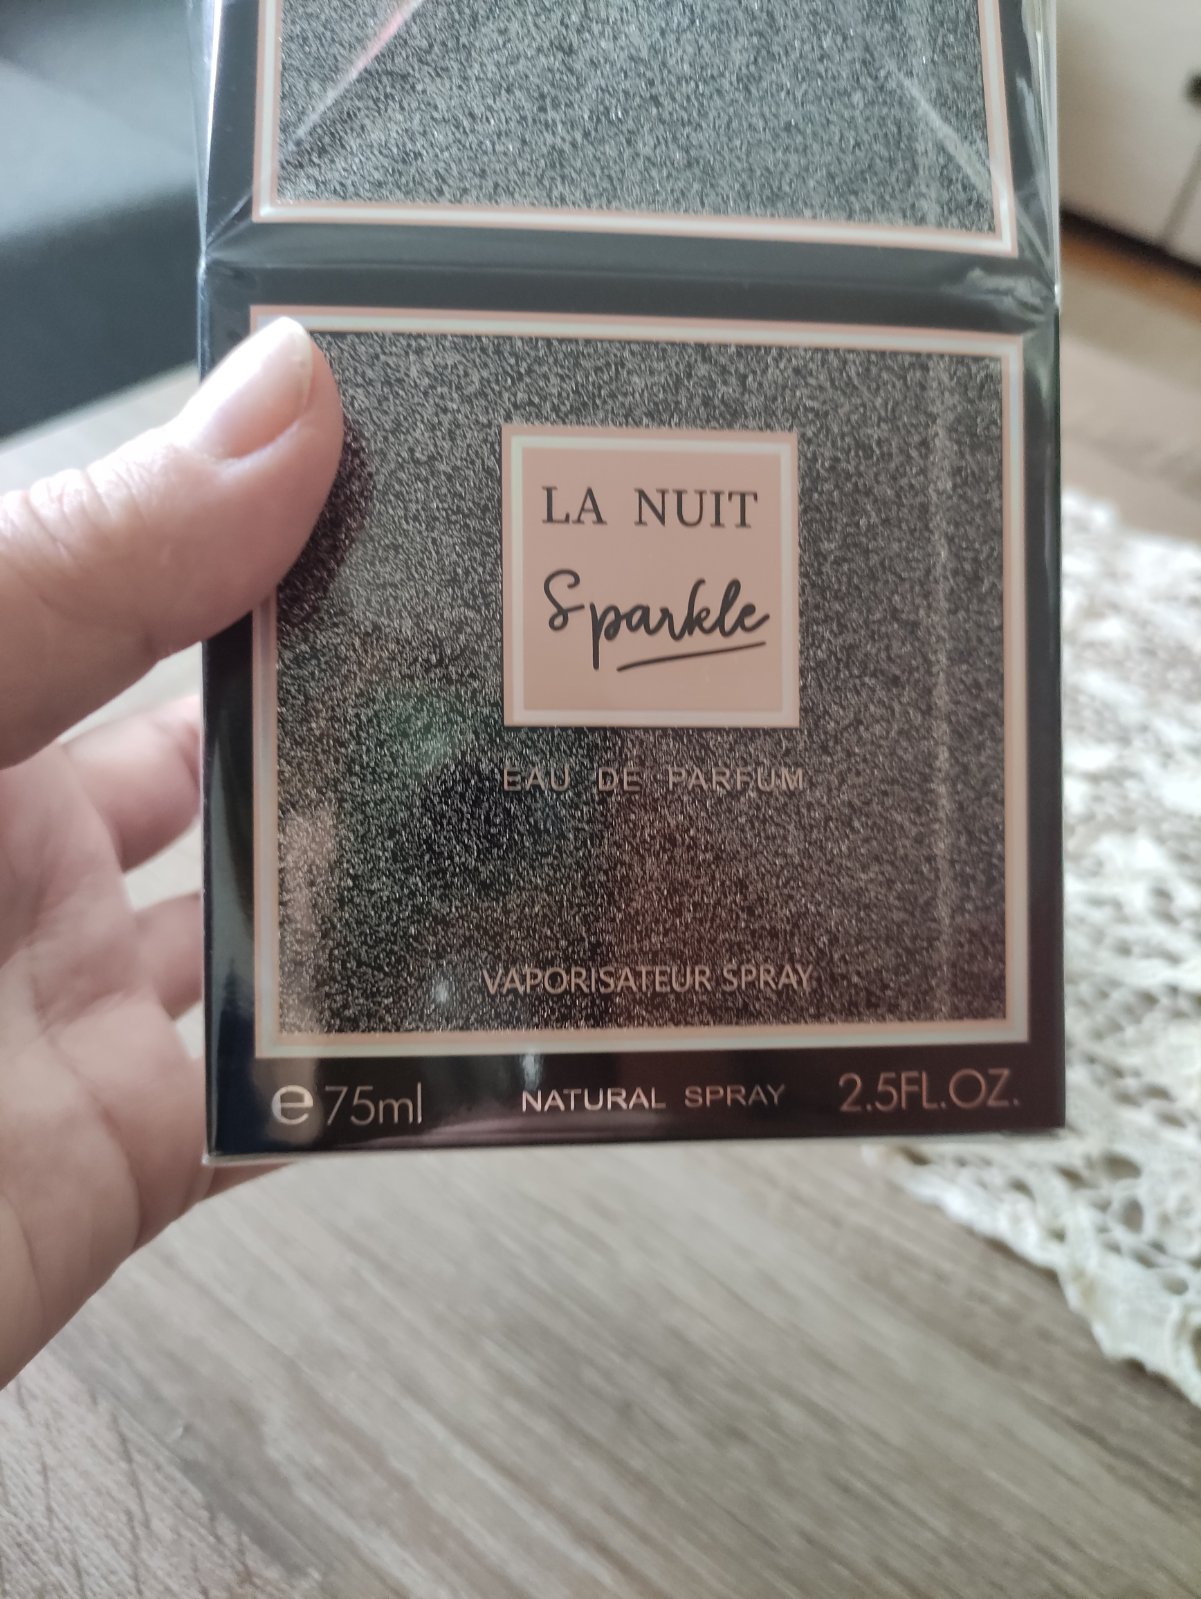 LA NUIT
Sparkle
EAU DE PARFUM
VAPORISATEUR SPRAY
℮75ml NATURAL SPRAY 2.5FL.OZ.